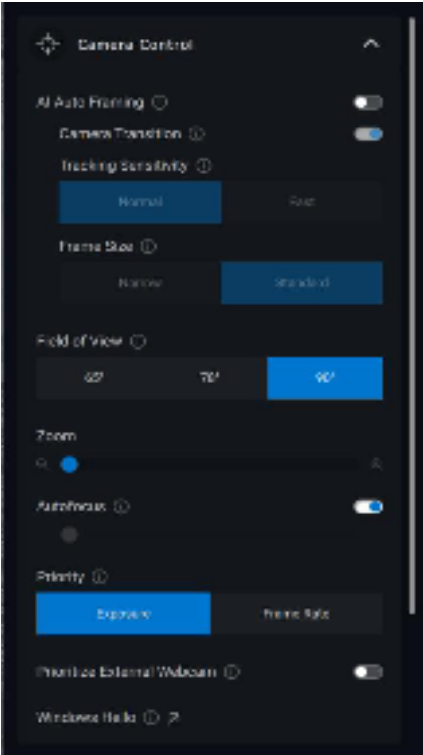 Camera Control
AI Auto Framing
Camera Transition
Tracking Sensitivity
Normal Fast
Frame Size
Narrow Standard
Field of View
65° 78° 90°
Zoom
Autofocus
Priority
Exposure Frame Rate
Prioritize External Webcam
Windows Hello